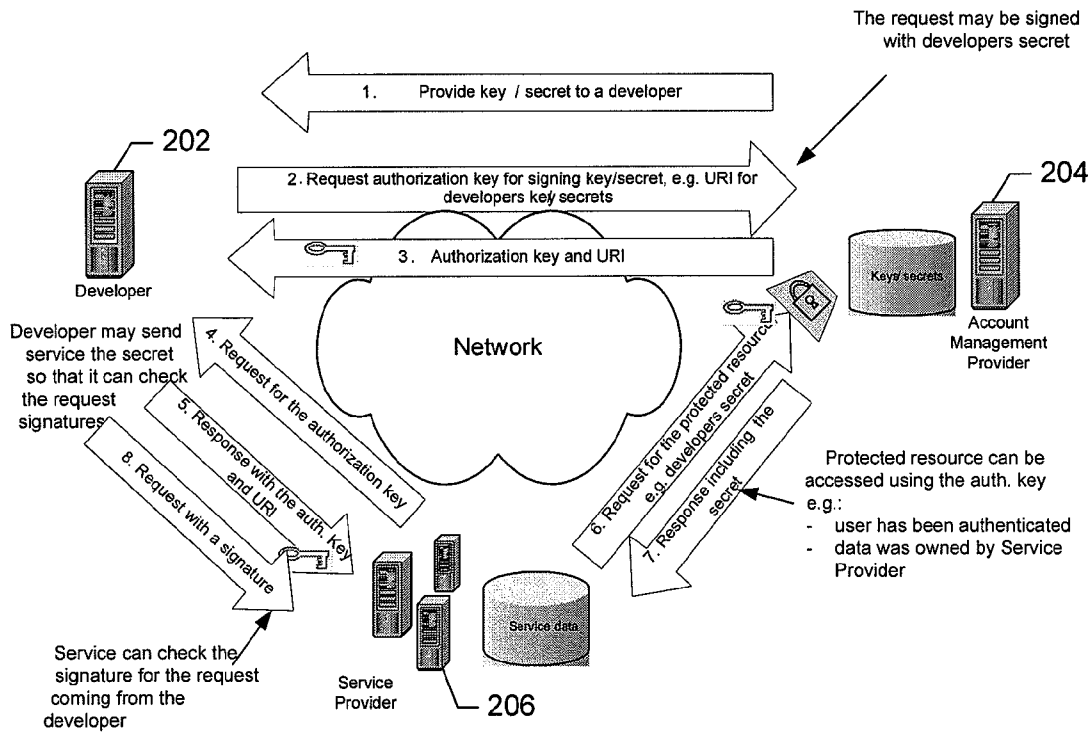 The request may be signed
with developers secret
1. Provide key / secret to a developer
202
2. Request authorization key for signing key/secret, e.g. URI for
developers key/secrets
204
3. Authorization key and URI
Keys/secrets
Developer
Account
Management
Provider
Network
Developer may send
service the secret
so that it can check
the request
signatures
4. Request for the authorization key
5. Response with the auth. Key
and URI
8. Request with a signature
6. Request for the protected resource,
e.g. developers secret
7. Response including the
secret
Protected resource can be
accessed using the auth. key
e.g.:
- user has been authenticated
- data was owned by Service
Provider
Service data
Service can check the
signature for the request
coming from the
developer
Service
Provider
206